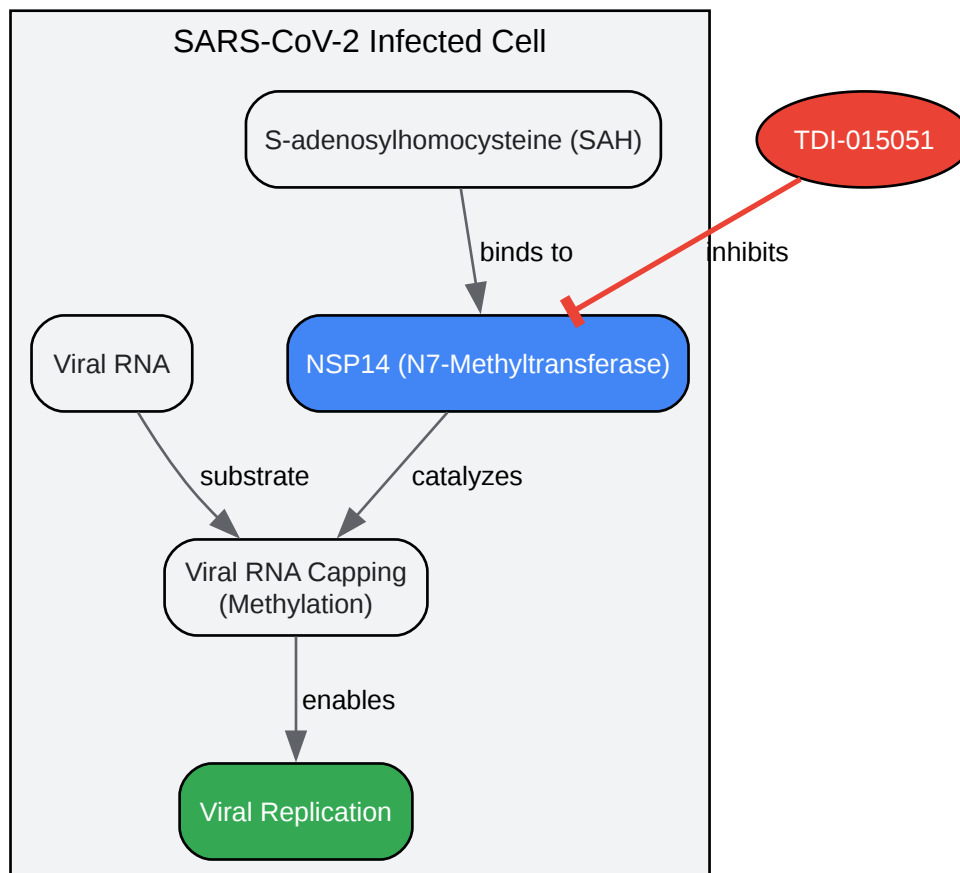 SARS-CoV-2 Infected Cell
S-adenosylhomocysteine (SAH)
TDI-015051
binds to
inhibits
Viral RNA
NSP14 (N7-Methyltransferase)
substrate
catalyzes
Viral RNA Capping
(Methylation)
enables
Viral Replication